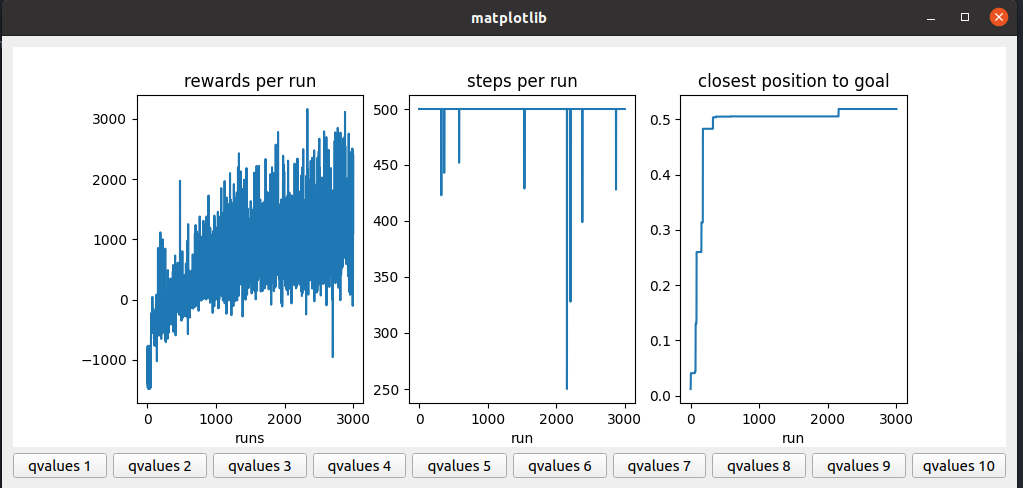 matplotlib
rewards per run
3000
2000
1000
0
−1000
0 1000 2000 3000
runs
steps per run
500
450
400
350
300
250
0 1000 2000 3000
run
closest position to goal
0.5
0.4
0.3
0.2
0.1
0.0
0 1000 2000 3000
run
qvalues 1 qvalues 2 qvalues 3 qvalues 4 qvalues 5 qvalues 6 qvalues 7 qvalues 8 qvalues 9 qvalues 10